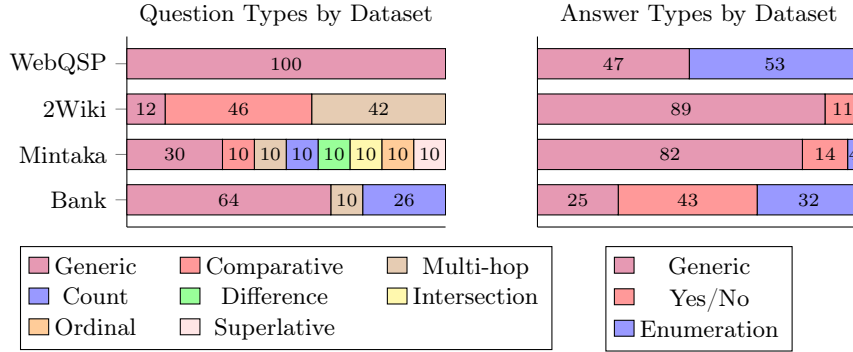 Question Types by Dataset
Answer Types by Dataset
WebQSP 100 47 53
2Wiki 12 46 42 89 11
Mintaka 30 10 10 10 10 10 10 10 82 14 4
Bank 64 10 26 25 43 32
Generic Comparative Multi-hop
Count Difference Intersection
Ordinal Superlative
Generic
Yes/No
Enumeration